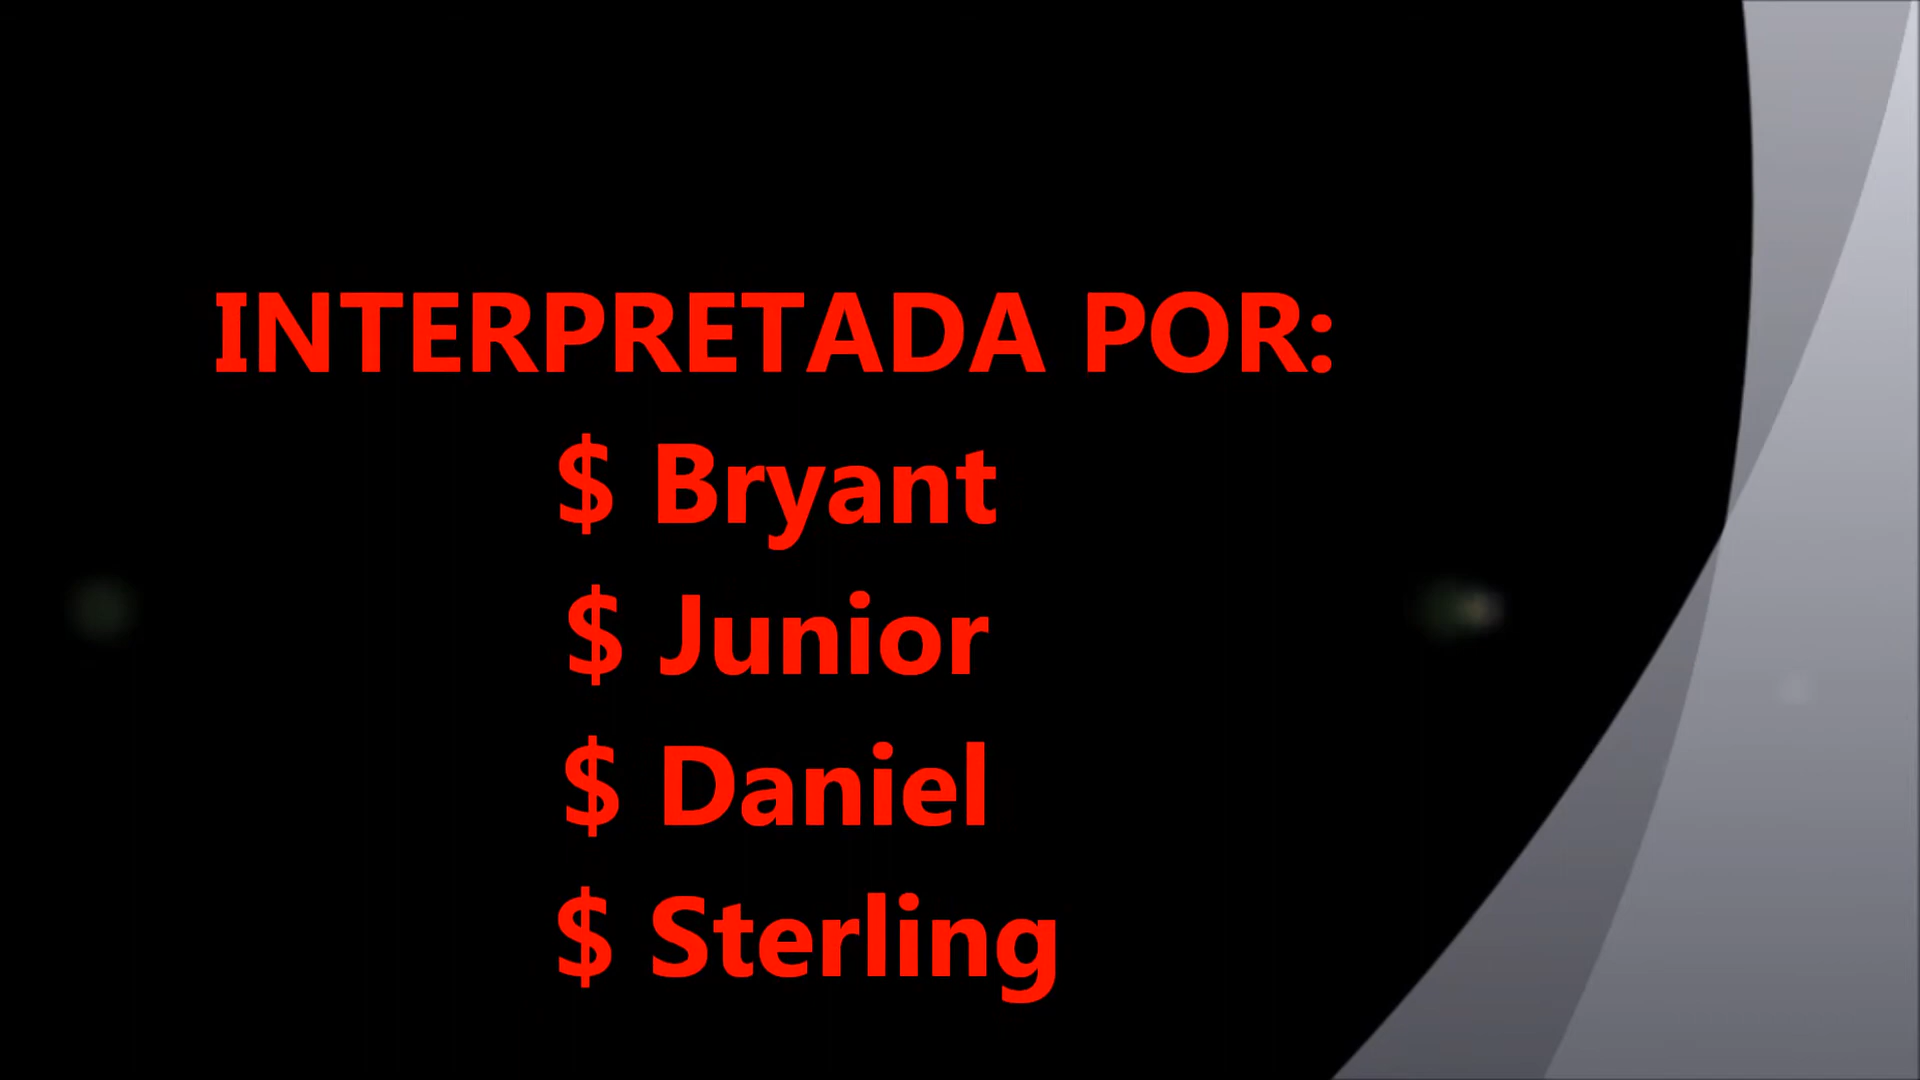 INTERPRETADA POR:
$ Bryant
$ Junior
$ Daniel
$ Sterling